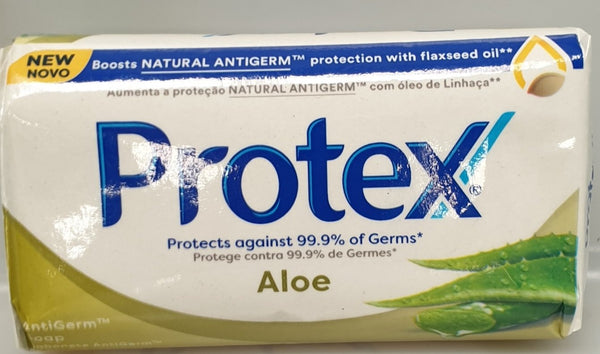 NEW
NOVO
Boosts NATURAL ANTIGERM™ protection with flaxseed oil**
Aumenta a proteção NATURAL ANTIGERM™ com óleo de Linhaça**
Protex®
Protects against 99.9% of Germs*
Protege contra 99.9% de Germes*
Aloe
AntiGerm™
AntiGerm™